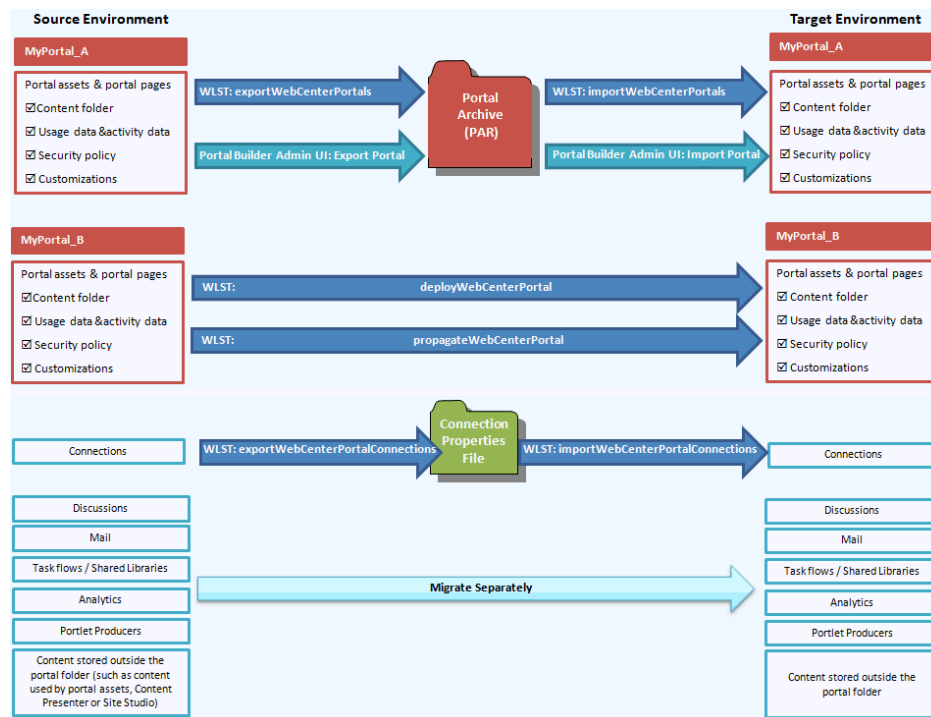 Source Environment
Target Environment
MyPortal_A
Portal assets & portal pages
Content folder
Usage data &activity data
Security policy
Customizations
WLST: exportWebCenterPortals
Portal Builder Admin UI: Export Portal
Portal
Archive
(PAR)
WLST: importWebCenterPortals
Portal Builder Admin UI: Import Portal
MyPortal_A
Portal assets & portal pages
Content folder
Usage data &activity data
Security policy
Customizations
MyPortal_B
Portal assets & portal pages
Content folder
Usage data &activity data
Security policy
Customizations
WLST: deployWebCenterPortal
WLST: propagateWebCenterPortal
MyPortal_B
Portal assets & portal pages
Content folder
Usage data &activity data
Security policy
Customizations
Connections
WLST: exportWebCenterPortalConnections
Connection
Properties
File
WLST: importWebCenterPortalConnections
Connections
Discussions
Mail
Task flows / Shared Libraries
Analytics
Portlet Producers
Content stored outside the
portal folder (such as content
used by portal assets, Content
Presenter or Site Studio)
Migrate Separately
Discussions
Mail
Task flows / Shared Libraries
Analytics
Portlet Producers
Content stored outside the
portal folder